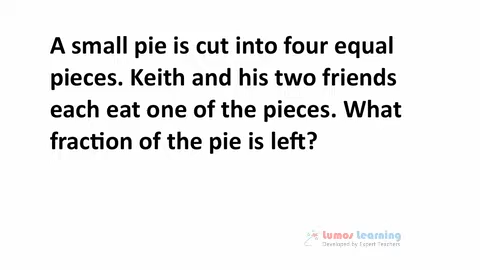 A small pie is cut into four equal
pieces. Keith and his two friends
each eat one of the pieces. What
fraction of the pie is left?
Lumos Learning
Developed by Expert Teachers